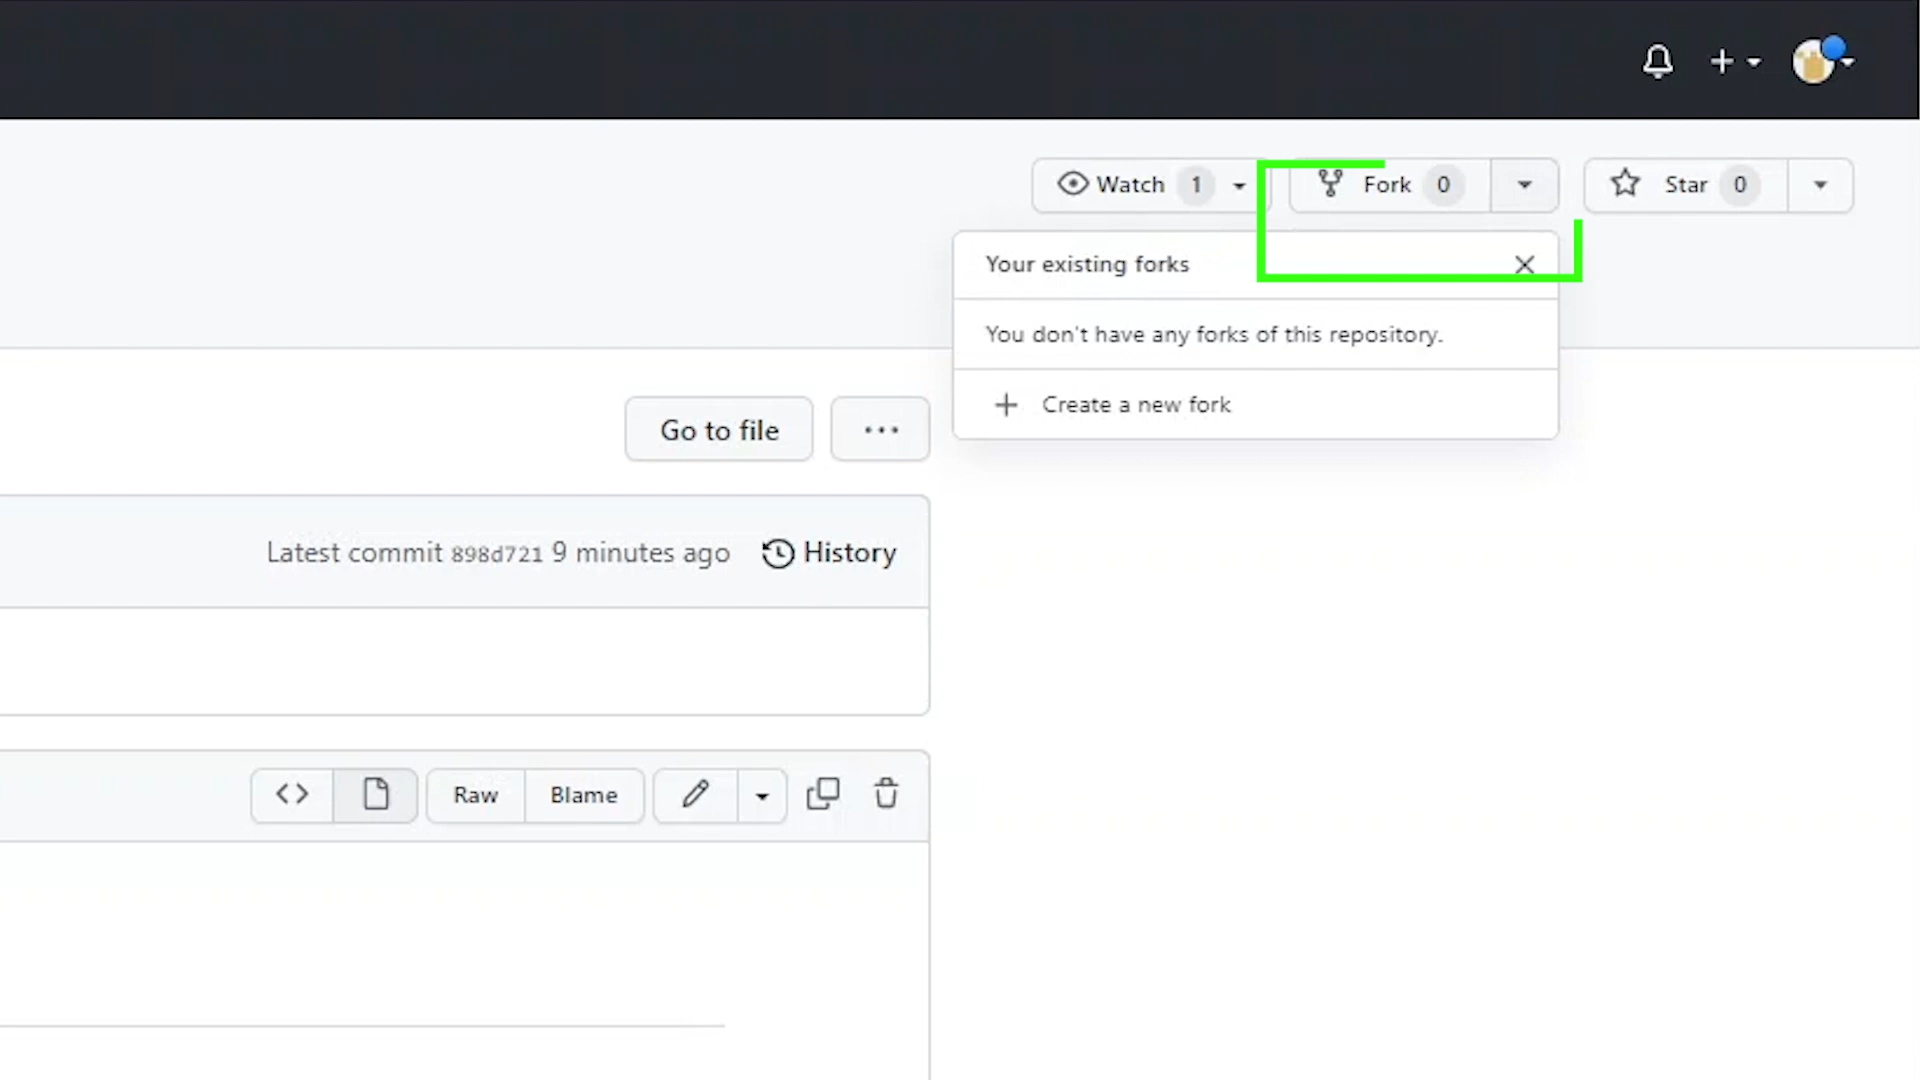 Watch 1 Fork 0 Star 0
Your existing forks
You don't have any forks of this repository.
Create a new fork
Go to file
Latest commit 898d721 9 minutes ago History
Raw Blame